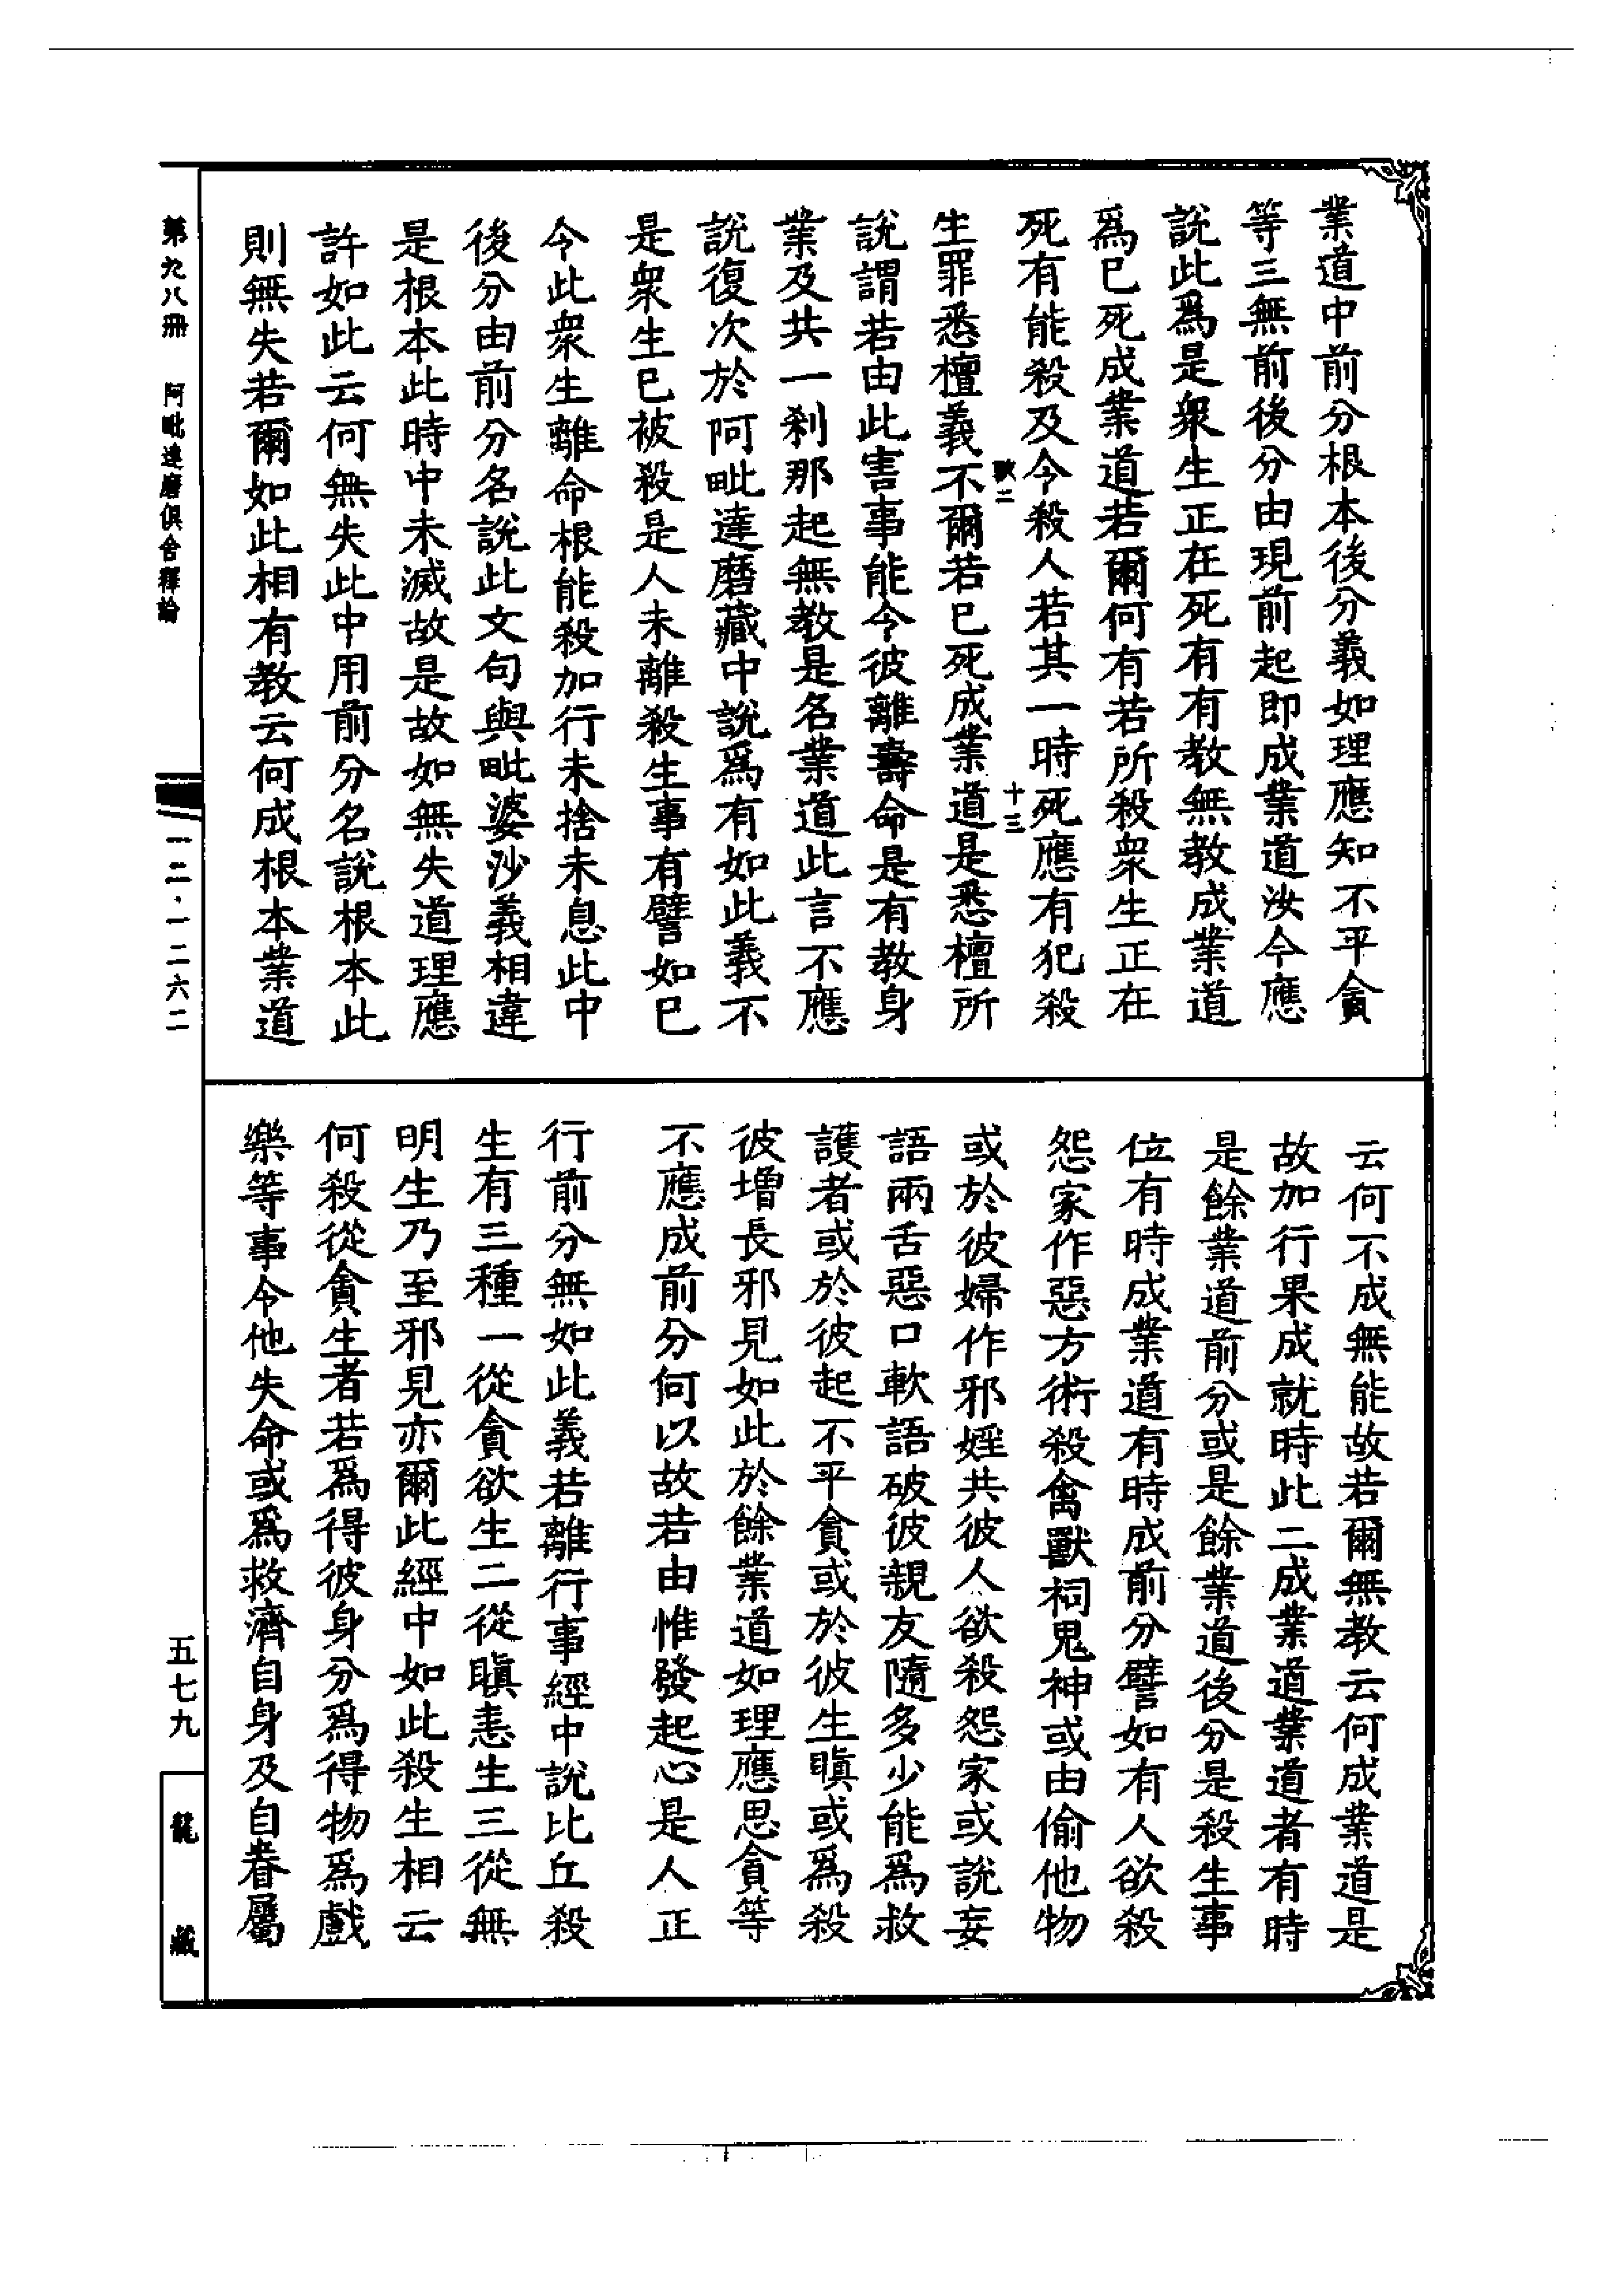 業道中前分根本後分義如理應知不平貪
等三無前後分由現前起即成業道汝今應
說此爲是衆生正在死有有教無教成業道
爲已死成業道若爾何有若所殺衆生正在
死有能殺及今殺人若其一時死應有犯殺
十三
生罪悉檀義不爾若已死成業道是悉檀所
說謂若由此害事能令彼離壽命是有教身
業及共一刹那起無教是名業道此言不應
說復次於阿毗達磨藏中說爲有如此義不
是衆生已被殺是人未離殺生事有譬如已
今此衆生離命根能殺加行未捨未息此中
後分由前分名說此文句與毗婆沙義相違
是根本此時中未滅故是故如無失道理應
許如此云何無失此中用前分名說根本此
則無失若爾如此相有教云何成根本業道
云何不成無能故若爾無教云何成業道是
故加行果成就時此二成業道業道者有時
是餘業道前分或是餘業道後分是殺生事
位有時成業道有時成前分譬如有人欲殺
怨家作惡方術殺禽獸祠鬼神或由偷他物
或於彼婦作邪婬共彼人欲殺怨家或說妄
語兩舌惡口軟語破彼親友隨多少能爲救
護者或於彼起不平貪或於彼生瞋或爲殺
彼增長邪見如此於餘業道如理應思貪等
不應成前分何以故若由惟發起心是人正
行前分無如此義若離行事經中說比丘殺
生有三種一從貪欲生二從瞋恚生三從無
明生乃至邪見亦爾此經中如此殺生相云
何殺從貪生者若爲得彼身分爲得物爲戲
樂等事令他失命或爲救濟自身及自眷屬
第九八冊 阿毗達磨俱舍釋論
一二·一二六二
五七九
龍藏